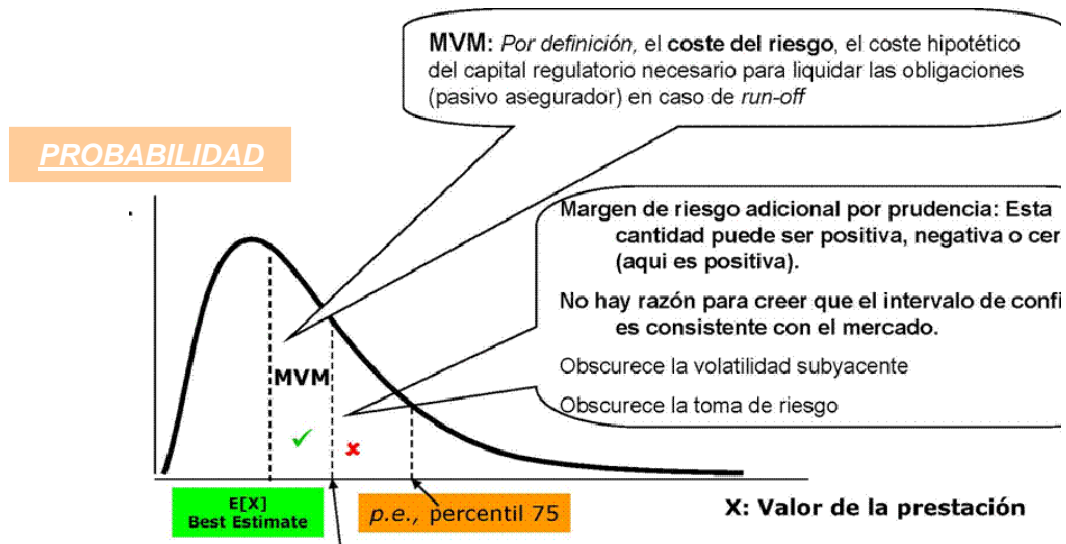 MVM: Por definición, el coste del riesgo, el coste hipotético
del capital regulatorio necesario para liquidar las obligaciones
(pasivo asegurador) en caso de run-off
PROBABILIDAD
Margen de riesgo adicional por prudencia: Esta
cantidad puede ser positiva, negativa o cer
(aqui es positiva).
No hay razón para creer que el intervalo de confi
es consistente con el mercado.
Obscurece la volatilidad subyacente
Obscurece la toma de riesgo
MVM
E[X]
Best Estimate
p.e., percentil 75
X: Valor de la prestación